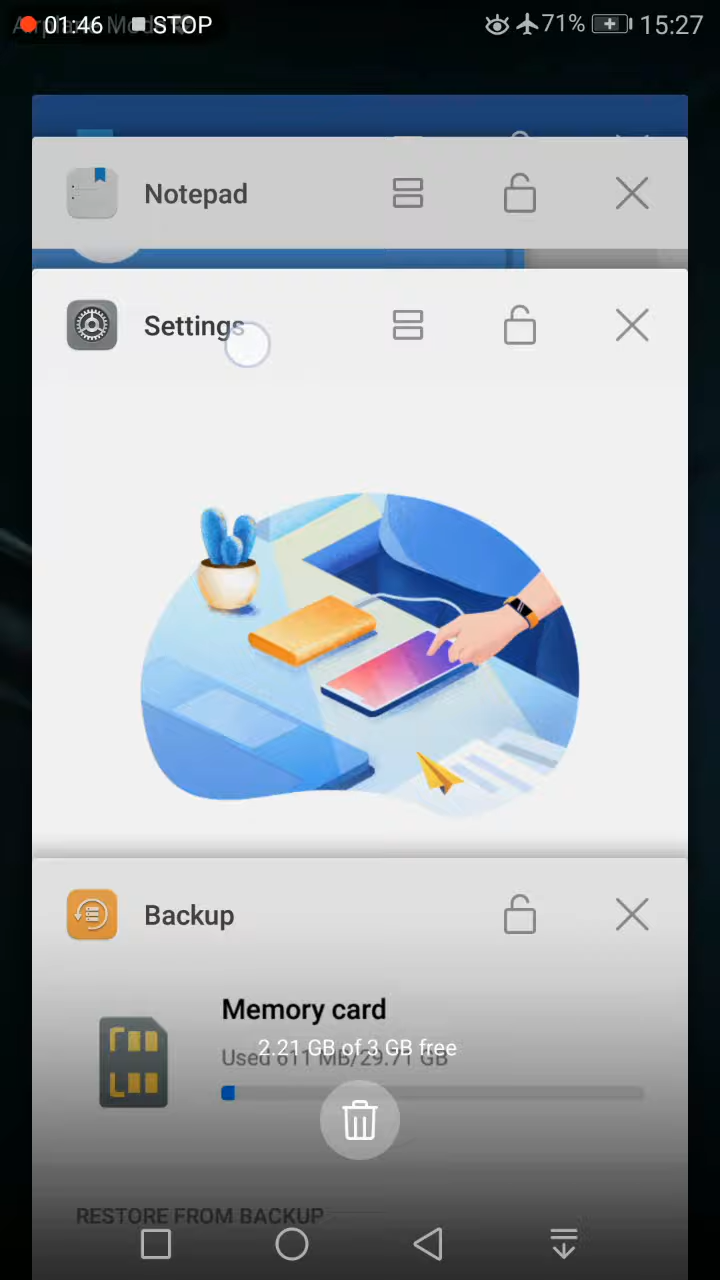 01:46 STOP 71% 15:27
Notepad
Settings
Backup
Memory card
2.21 GB of 3 GB free
Used 611 MB/29.71 GB
RESTORE FROM BACKUP